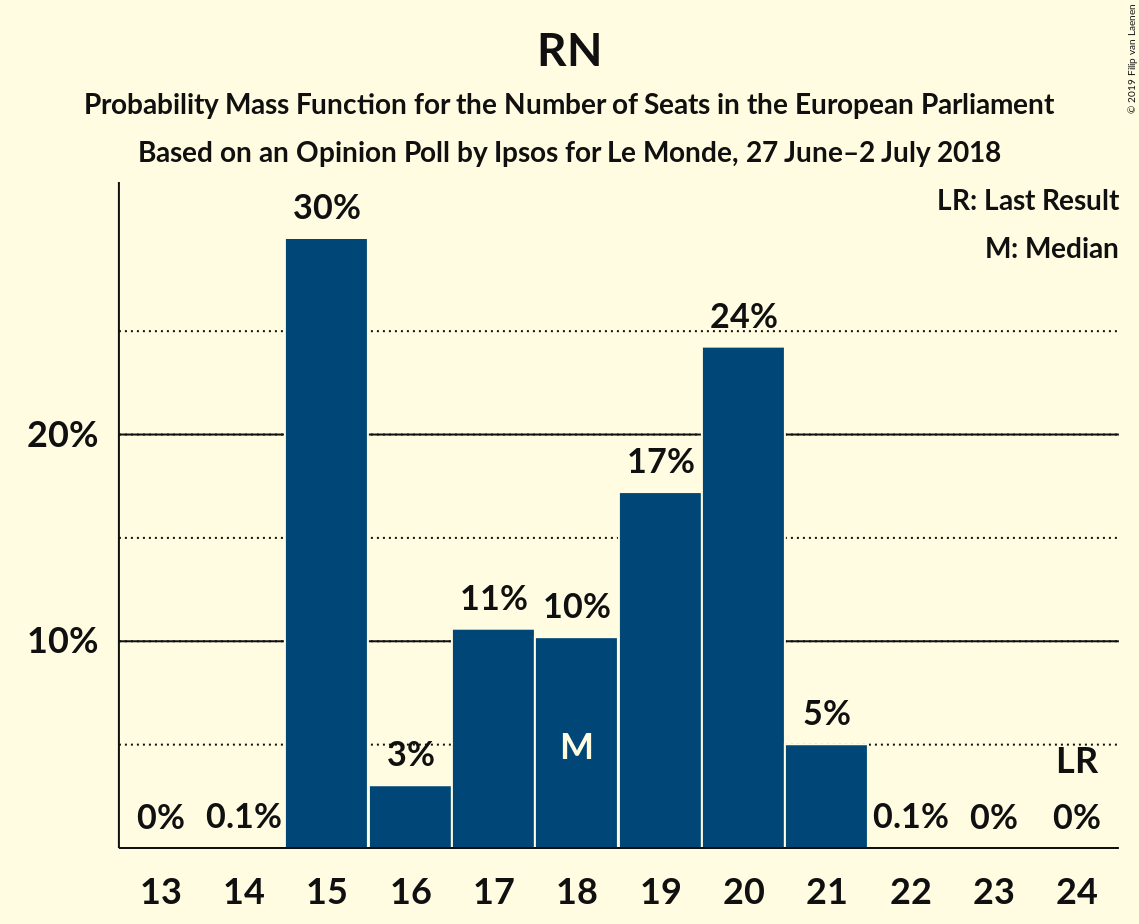 RN
Probability Mass Function for the Number of Seats in the European Parliament
Based on an Opinion Poll by Ipsos for Le Monde, 27 June–2 July 2018
© 2019 Filip van Laenen
LR: Last Result
M: Median
30%
24%
20%
17%
11%
10%
10%
5%
3%
M
LR
0%
0.1%
0.1%
0%
0%
13 14 15 16 17 18 19 20 21 22 23 24